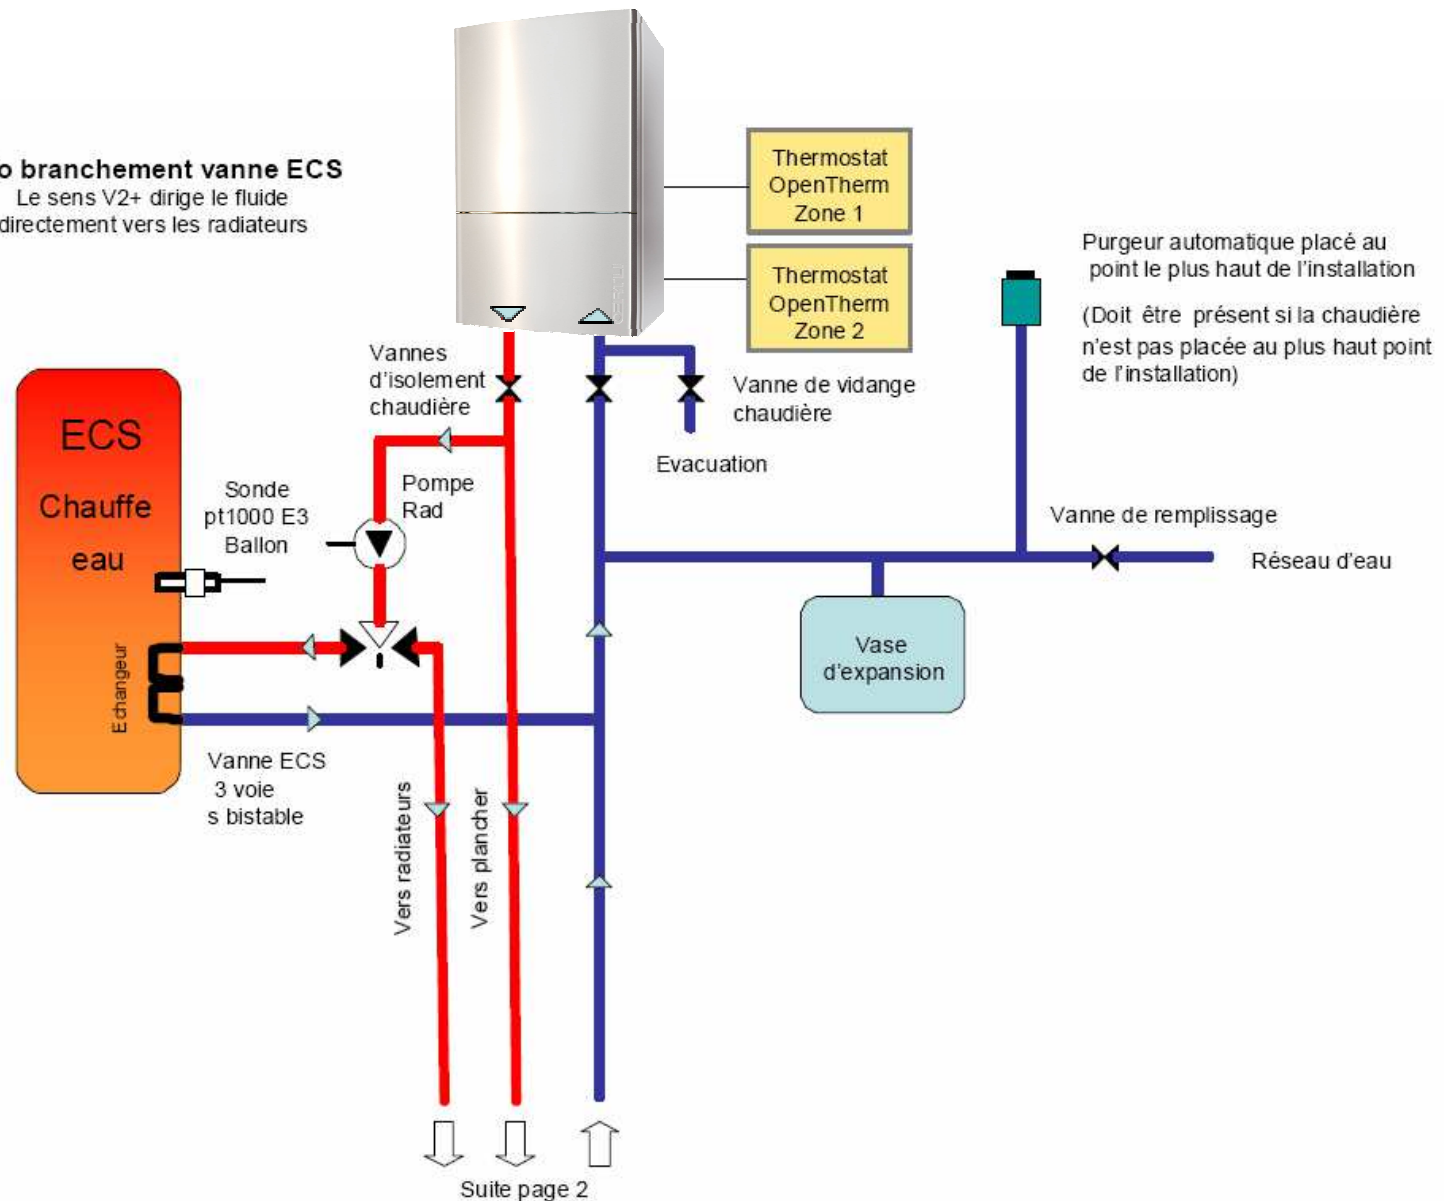 o branchement vanne ECS
Le sens V2+ dirige le fluide
directement vers les radiateurs
Thermostat
OpenTherm
Zone 1
Thermostat
OpenTherm
Zone 2
Purgeur automatique placé au
point le plus haut de l'installation
(Doit être présent si la chaudière
n'est pas placée au plus haut point
de l'installation)
Vannes
d'isolement
chaudière
Vanne de vidange
chaudière
Evacuation
ECS
Chauffe
eau
Sonde
pt1000 E3
Ballon
Pompe
Rad
Vanne de remplissage
Réseau d'eau
Vase
d'expansion
Echangeur
Vanne ECS
3 voie
s bistable
Vers radiateurs
Vers plancher
Suite page 2